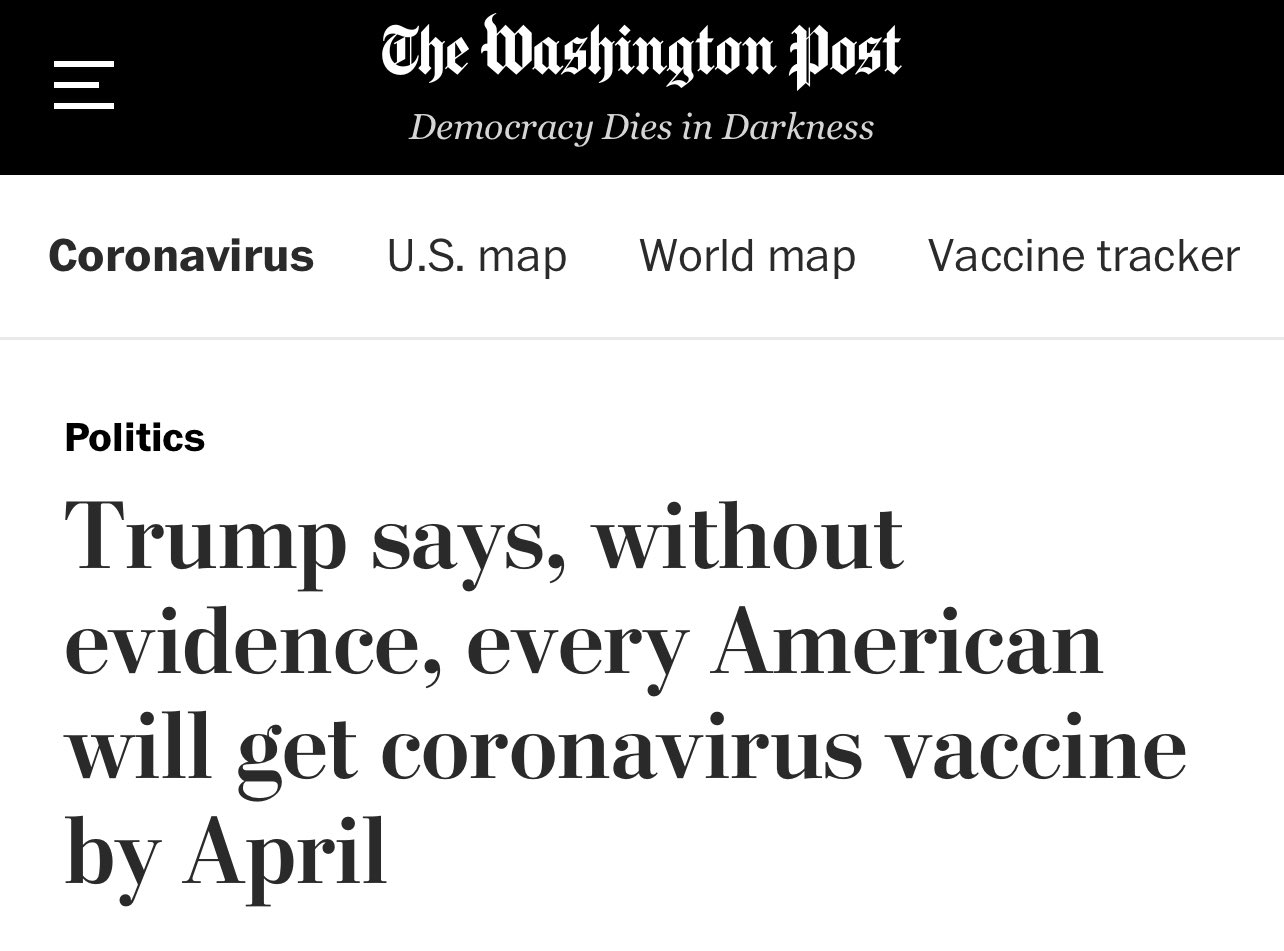 The Washington Post
Democracy Dies in Darkness
Coronavirus U.S. map World map Vaccine tracker
Politics
Trump says, without
evidence, every American
will get coronavirus vaccine
by April